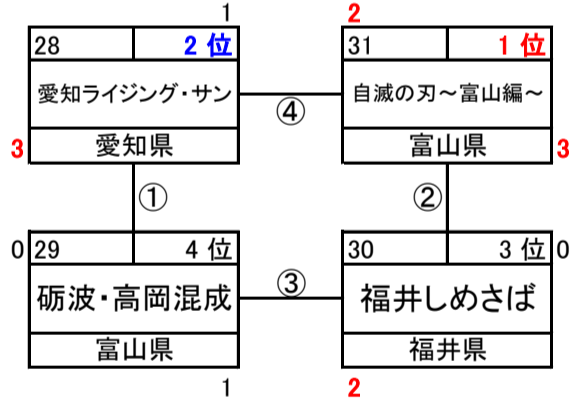 1 2
28 2 位 31 1 位
愛知ライジング・サン 自滅の刃～富山編～
④
3 愛知県 富山県 3
① ②
0 29 4 位 30 3 位 0
砺波・高岡混成 ③ 福井しめさば
富山県 福井県
1 2